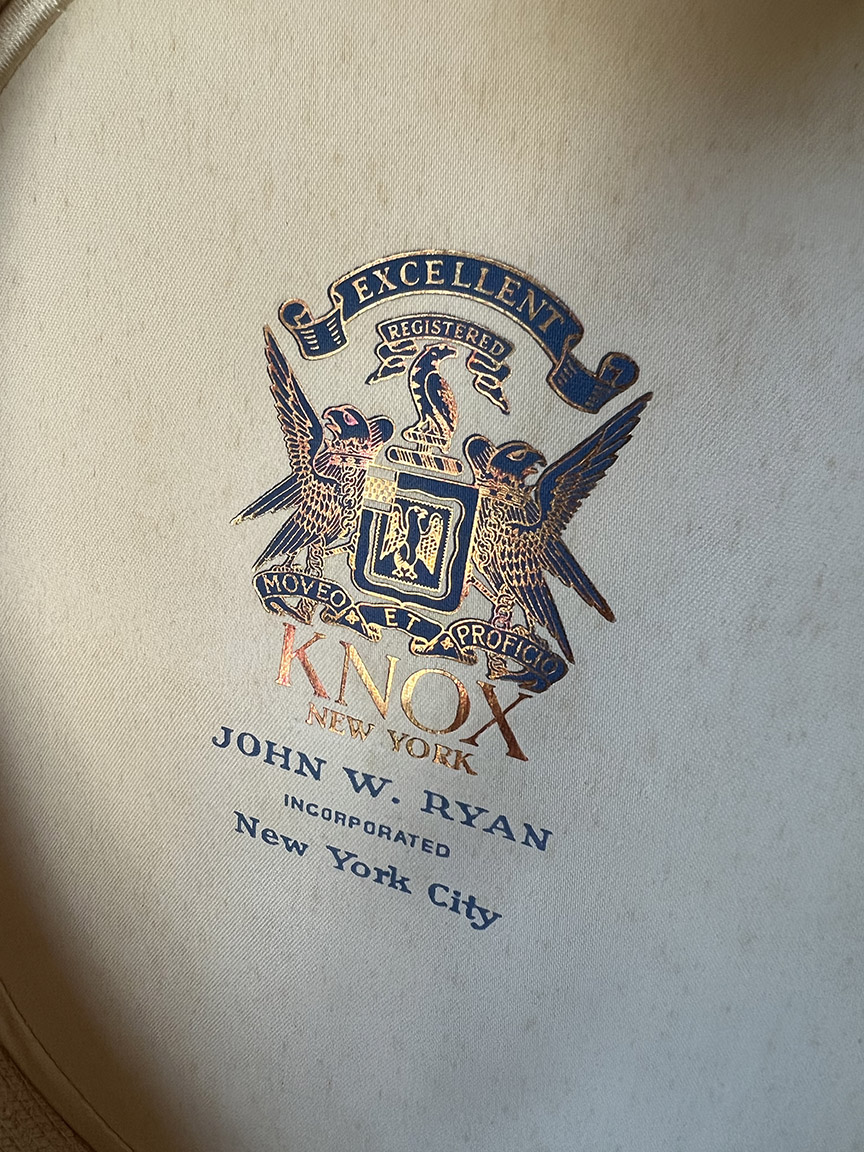 EXCELLENT
REGISTERED
MOVEO ET PROFICIO
KNOX
NEW YORK
JOHN W. RYAN
INCORPORATED
New York City